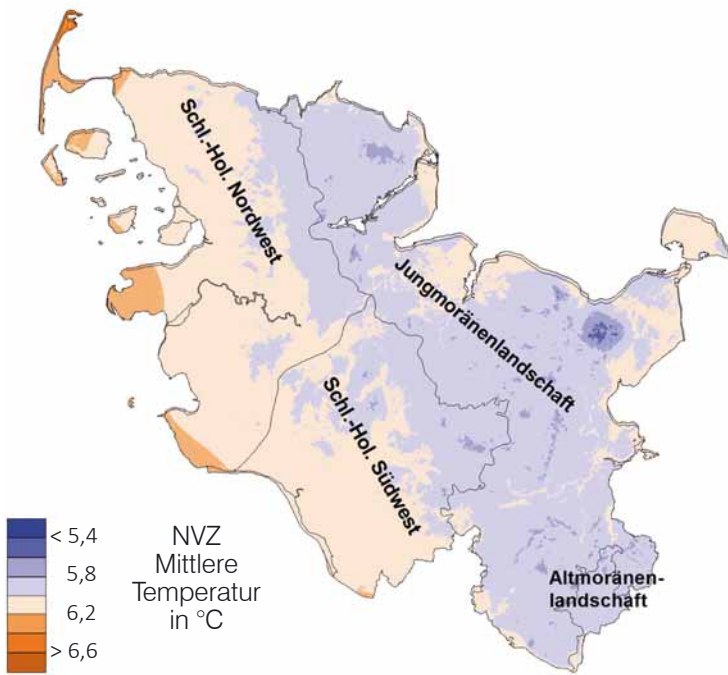 Schl.-Hol. Nordwest
Jungmoränenlandschaft
Schl.-Hol. Südwest
Altmoränen-
landschaft
NVZ
Mittlere
Temperatur
in °C
< 5,4
5,8
6,2
> 6,6